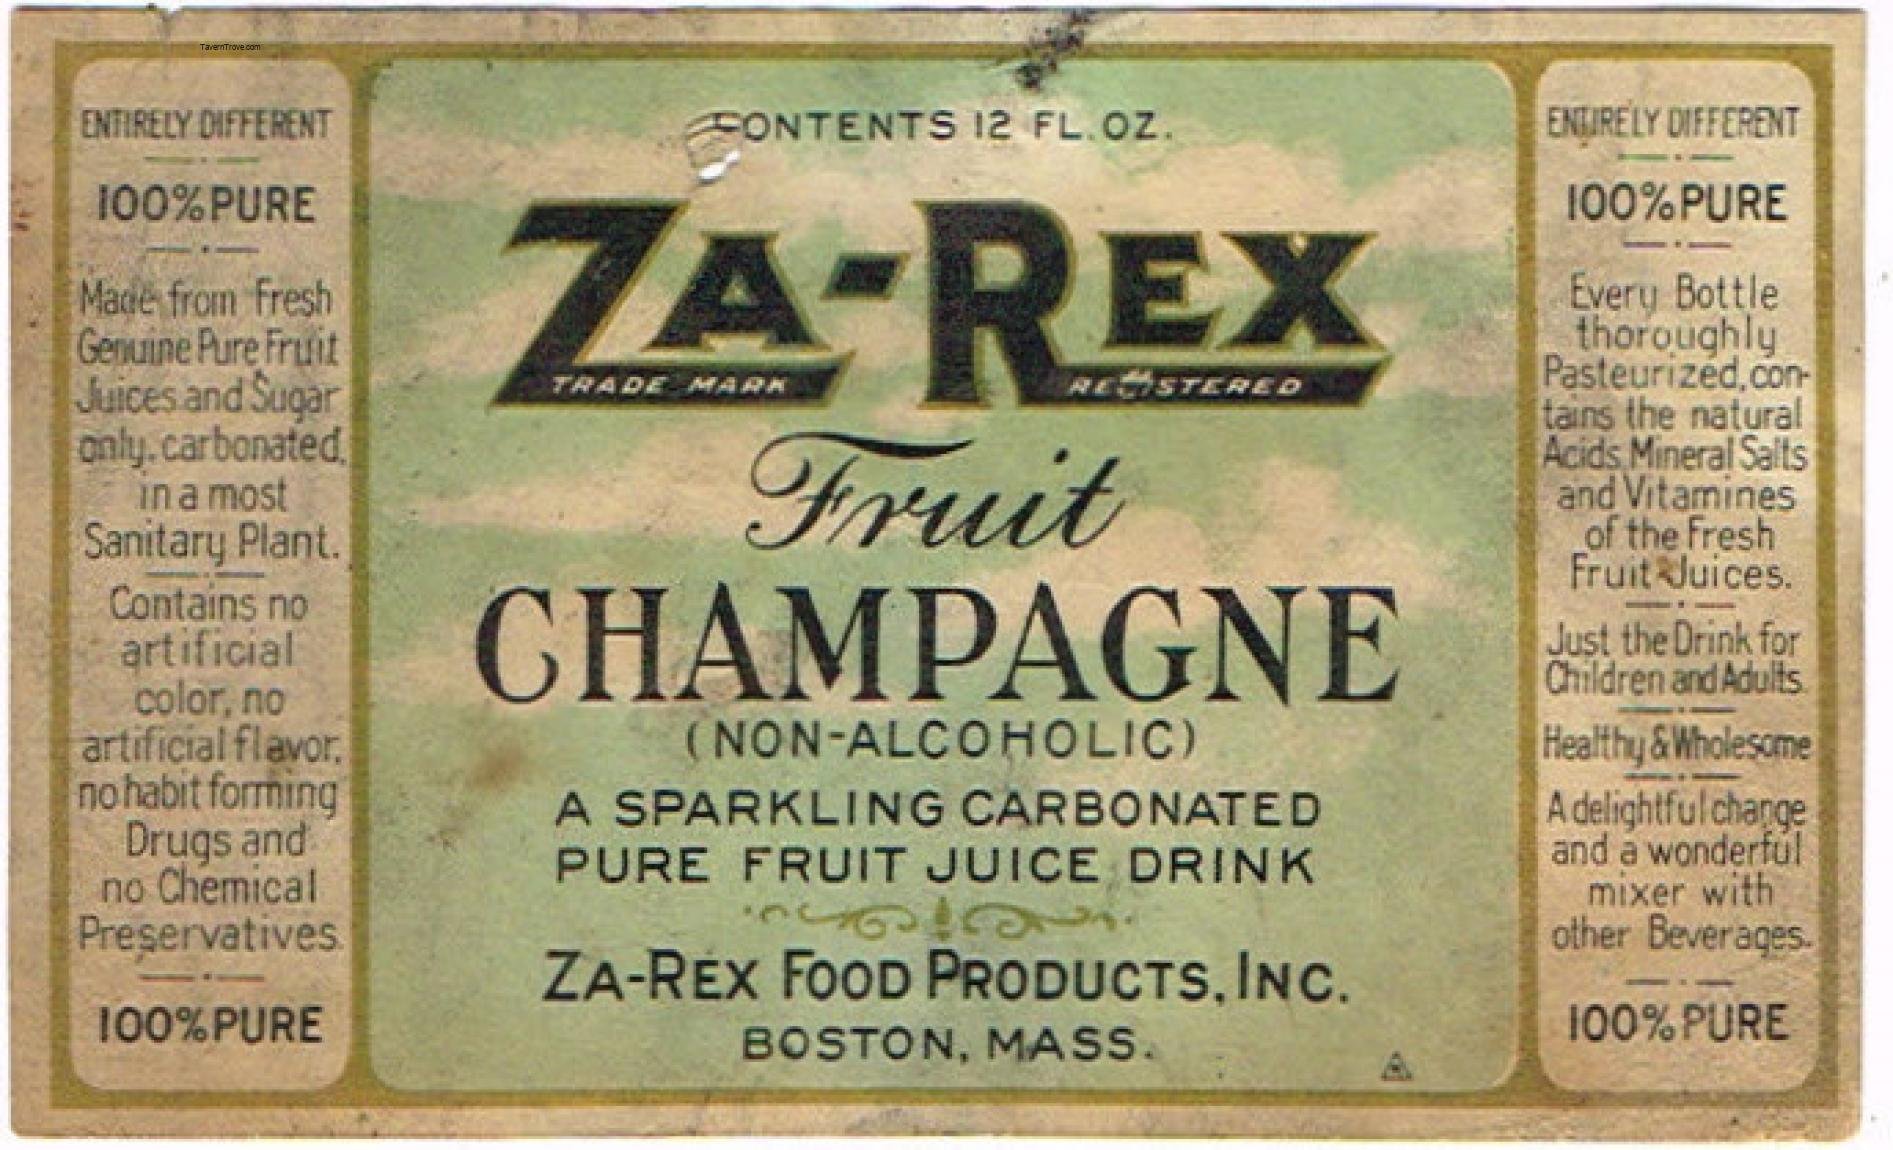 TavernTrove.com
ENTIRELY DIFFERENT
100% PURE
Made from Fresh
Genuine Pure Fruit
Juices and Sugar
only, carbonated,
in a most
Sanitary Plant.
Contains no
artificial
color, no
artificial flavor,
no habit forming
Drugs and
no Chemical
Preservatives.
100% PURE
CONTENTS 12 FL. OZ.
ZA-REX
TRADE MARK REGISTERED
Fruit
CHAMPAGNE
(NON-ALCOHOLIC)
A SPARKLING CARBONATED
PURE FRUIT JUICE DRINK
ZA-REX FOOD PRODUCTS, INC.
BOSTON, MASS.
ENTIRELY DIFFERENT
100% PURE
Every Bottle
thoroughly
Pasteurized, con-
tains the natural
Acids, Mineral Salts
and Vitamines
of the Fresh
Fruit Juices.
Just the Drink for
Children and Adults.
Healthy & Wholesome
A delightful change
and a wonderful
mixer with
other Beverages.
100% PURE